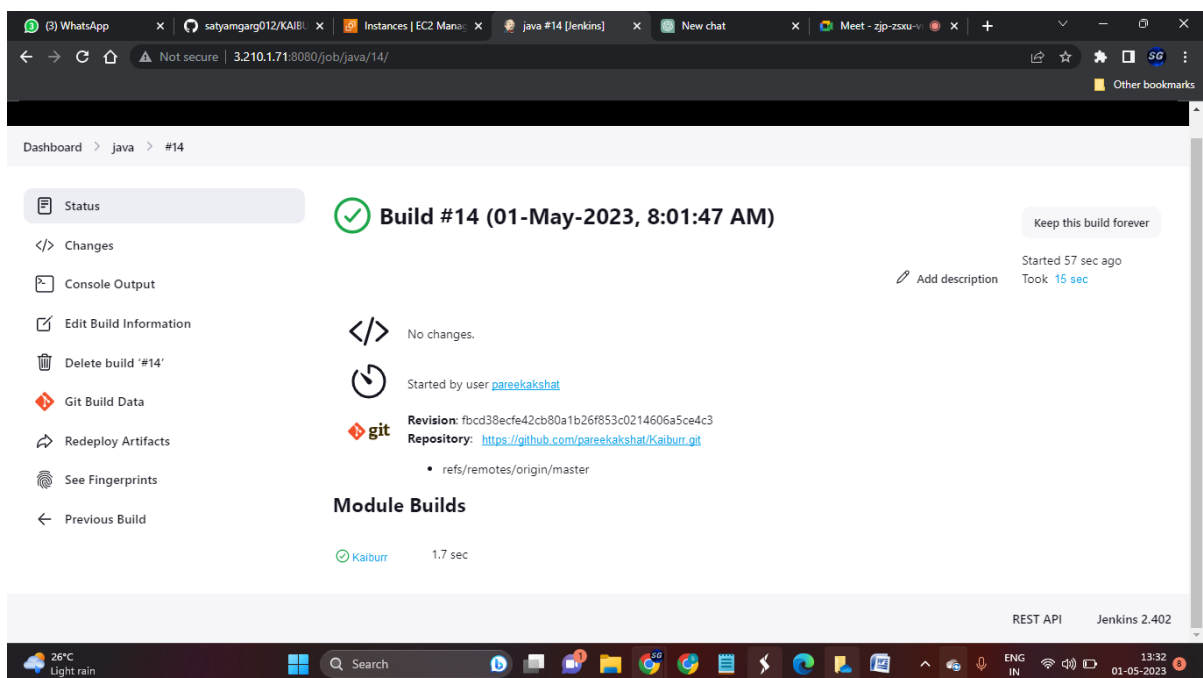 (3) WhatsApp
satyamgarg012/KAIBU
Instances | EC2 Manag
java #14 [Jenkins]
New chat
Meet - zjp-zsxu-v
Not secure | 3.210.1.71:8080/job/java/14/
SG
Other bookmarks
Dashboard > java > #14
Status
Changes
Console Output
Edit Build Information
Delete build ‘#14’
Git Build Data
Redeploy Artifacts
See Fingerprints
Previous Build
Build #14 (01-May-2023, 8:01:47 AM)
Keep this build forever
Started 57 sec ago
Add description
Took 15 sec
No changes.
Started by user pareekakshat
git
Revision: fbcd38ecfe42cb80a1b26f853c0214606a5ce4c3
Repository: https://github.com/pareekakshat/Kaiburr.git
• refs/remotes/origin/master
Module Builds
Kaiburr 1.7 sec
REST API Jenkins 2.402
26°C
Light rain
Search
SG
ENG
IN
13:32
01-05-2023
8